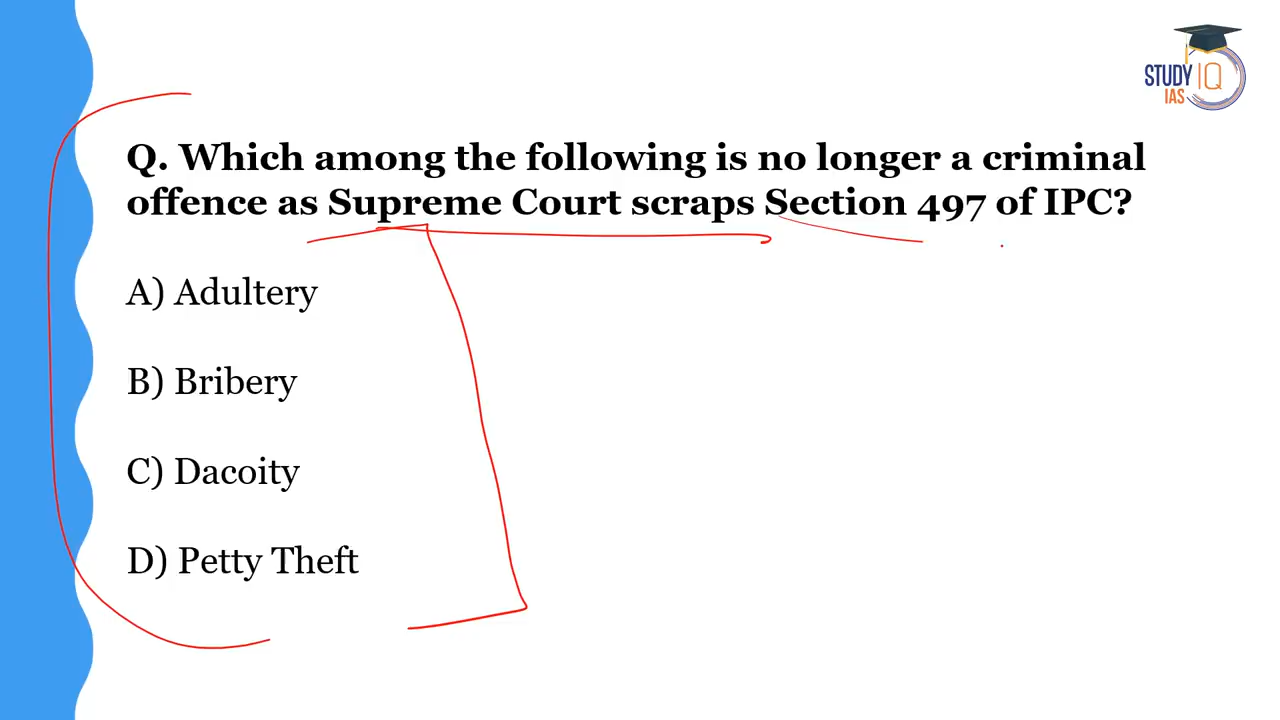 STUDY IQ
IAS
Q. Which among the following is no longer a criminal
offence as Supreme Court scraps Section 497 of IPC?
A) Adultery
B) Bribery
C) Dacoity
D) Petty Theft